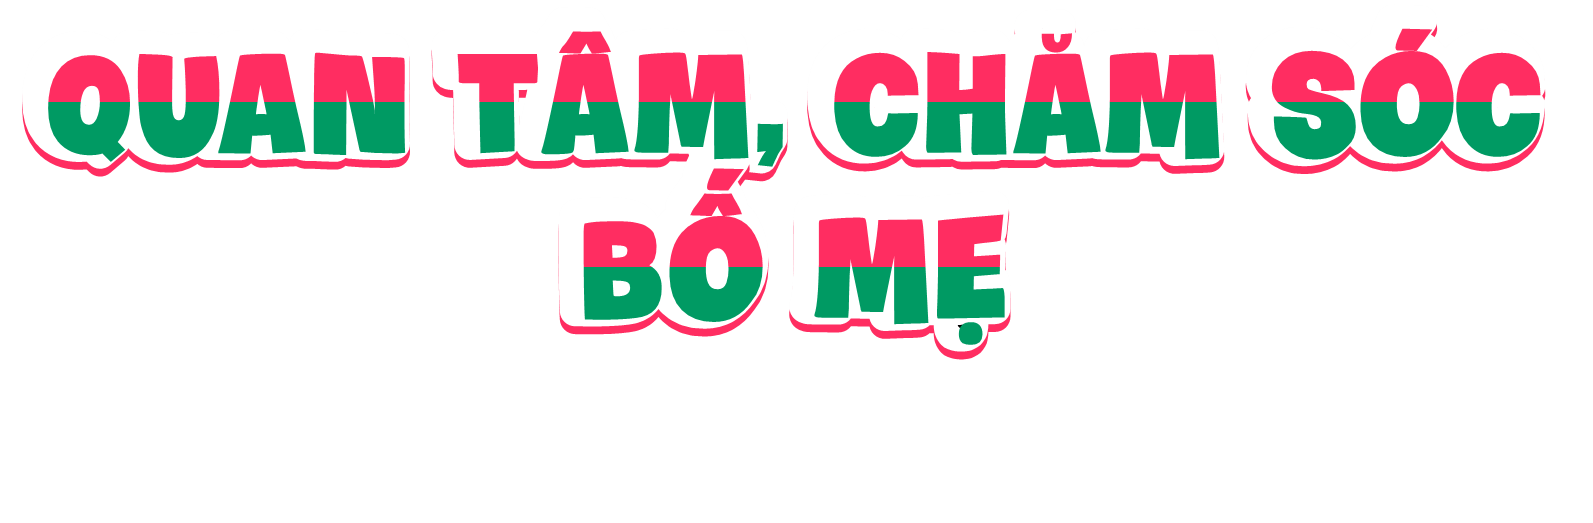 QUAN TÂM, CHĂM SÓC
BỐ MẸ